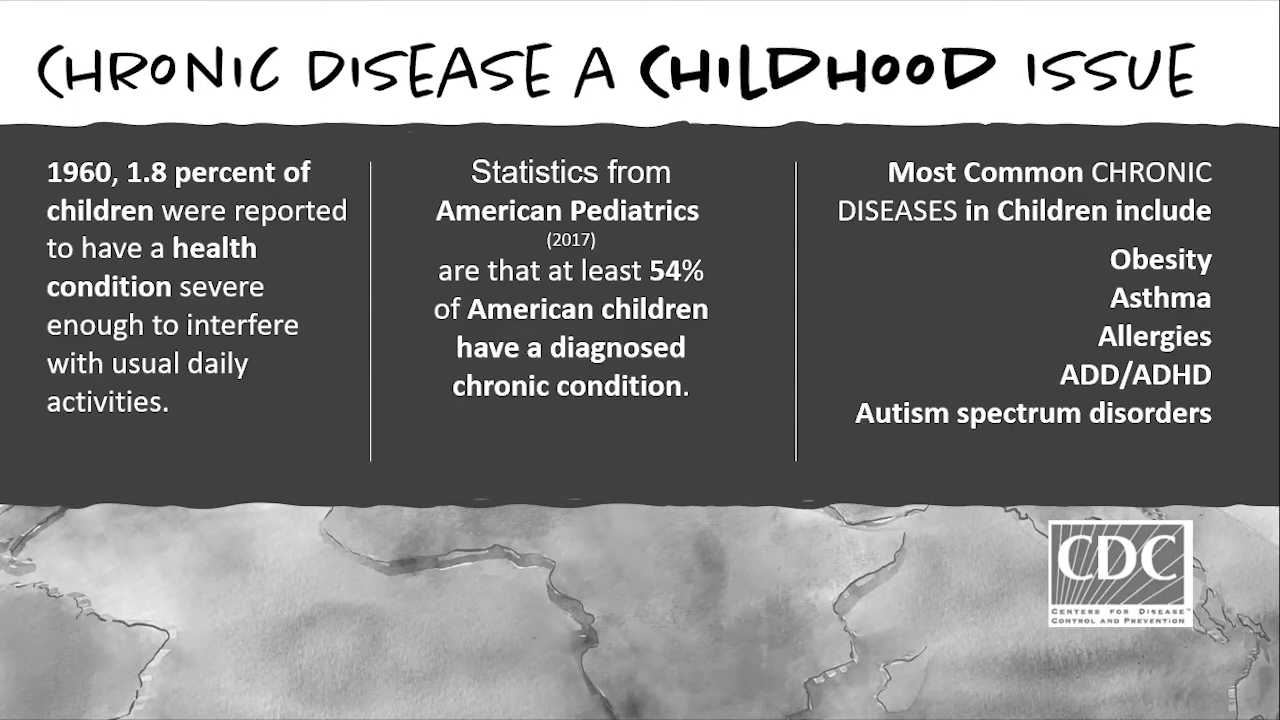 CHRONIC DISEASE A CHILDHOOD ISSUE
1960, 1.8 percent of
children were reported
to have a health
condition severe
enough to interfere
with usual daily
activities.
Statistics from
American Pediatrics
(2017)
are that at least 54%
of American children
have a diagnosed
chronic condition.
Most Common CHRONIC
DISEASES in Children include
Obesity
Asthma
Allergies
ADD/ADHD
Autism spectrum disorders
CDC
CENTERS FOR DISEASE™
CONTROL AND PREVENTION